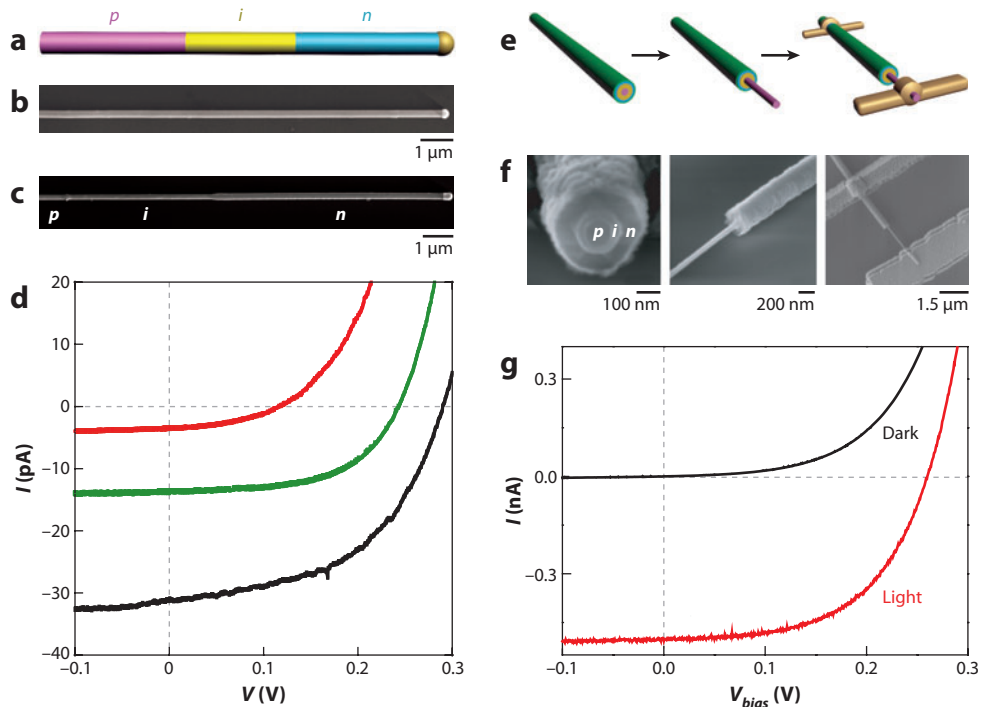 a
p i n
b
1 μm
c
p i n
1 μm
d
20
10
0
−10
−20
−30
−40
I (pA)
−0.1 0 0.1 0.2 0.3
V (V)
e
f
p i n
100 nm 200 nm 1.5 μm
g
0.3
0.0
−0.3
I (nA)
Dark
Light
−0.1 0.0 0.1 0.2 0.3
V bias (V)